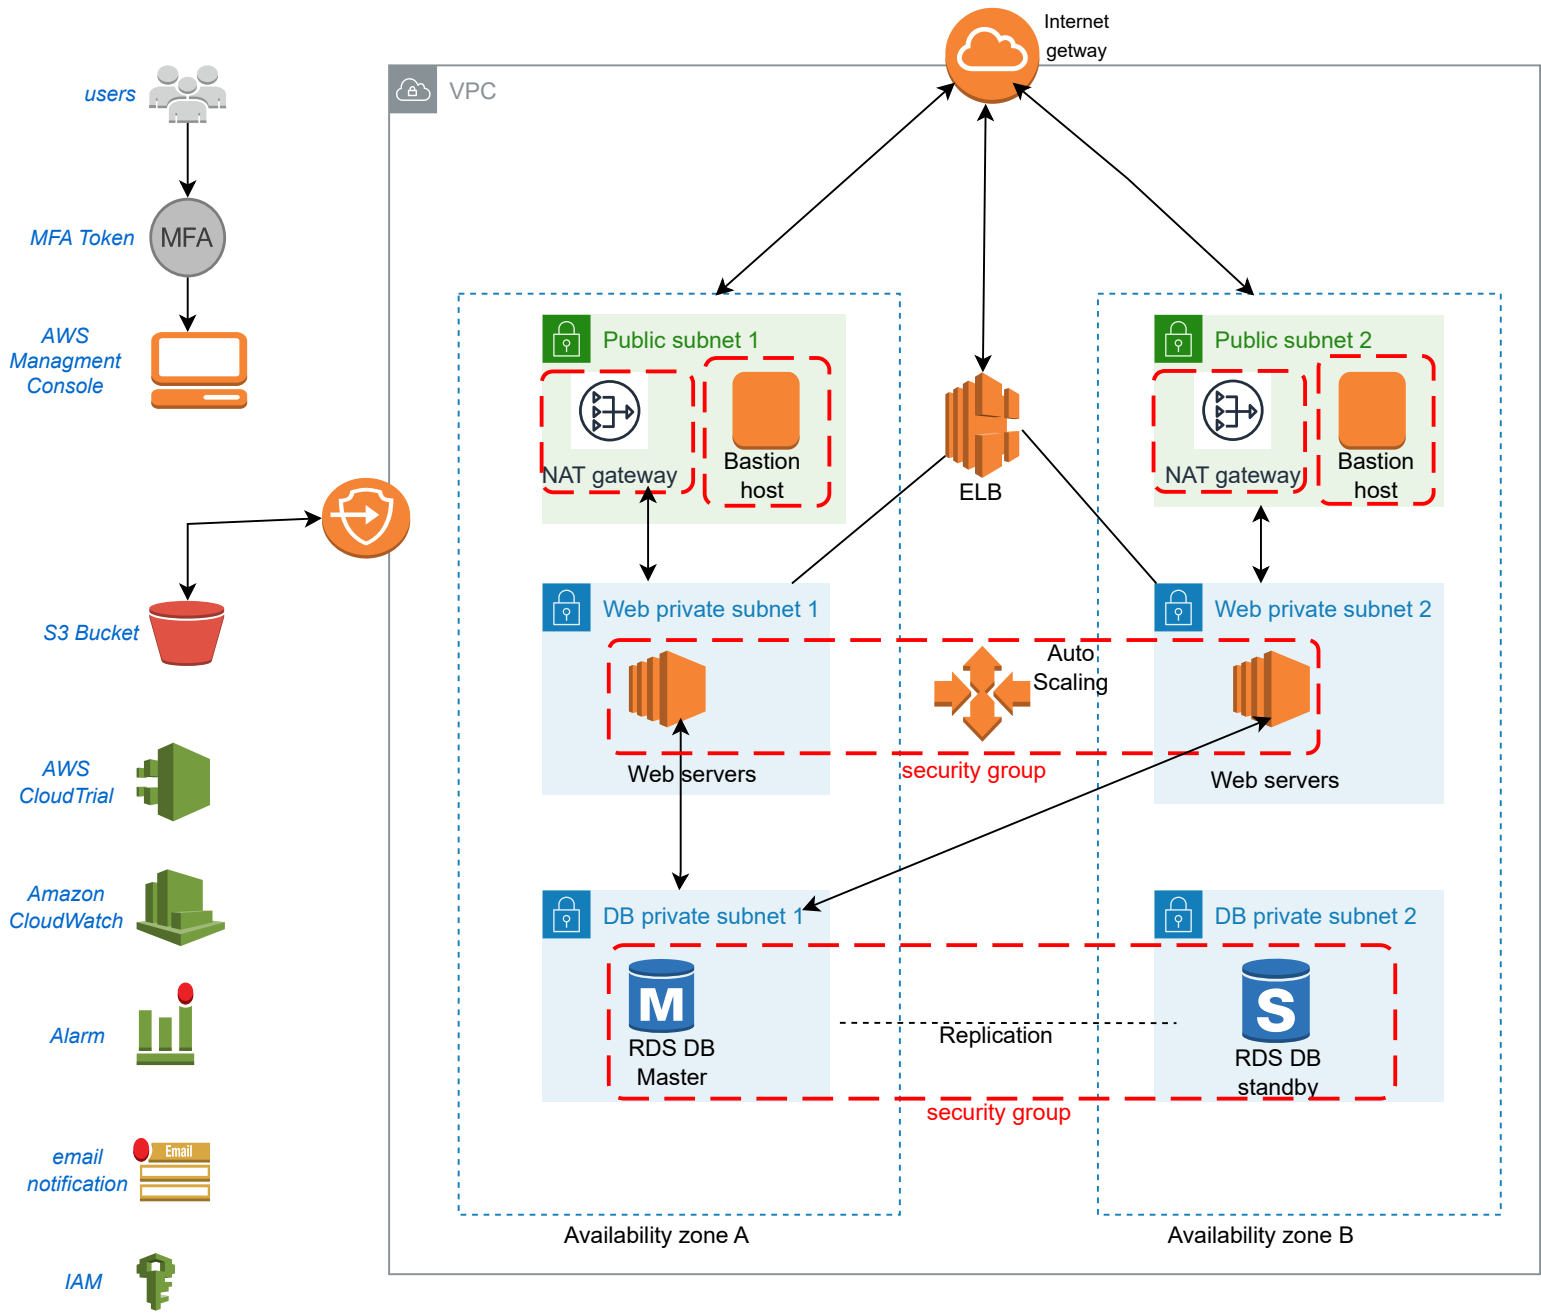 Internet
getway
users
VPC
MFA Token
MFA
AWS
Managment
Console
Public subnet 1
NAT gateway
Bastion
host
ELB
Public subnet 2
NAT gateway
Bastion
host
S3 Bucket
Web private subnet 1
Web private subnet 2
Auto
Scaling
security group
Web servers
Web servers
AWS
CloudTrial
Amazon
CloudWatch
DB private subnet 1
DB private subnet 2
M
RDS DB
Master
Replication
S
RDS DB
standby
security group
Alarm
email
notification
Email
IAM
Availability zone A
Availability zone B